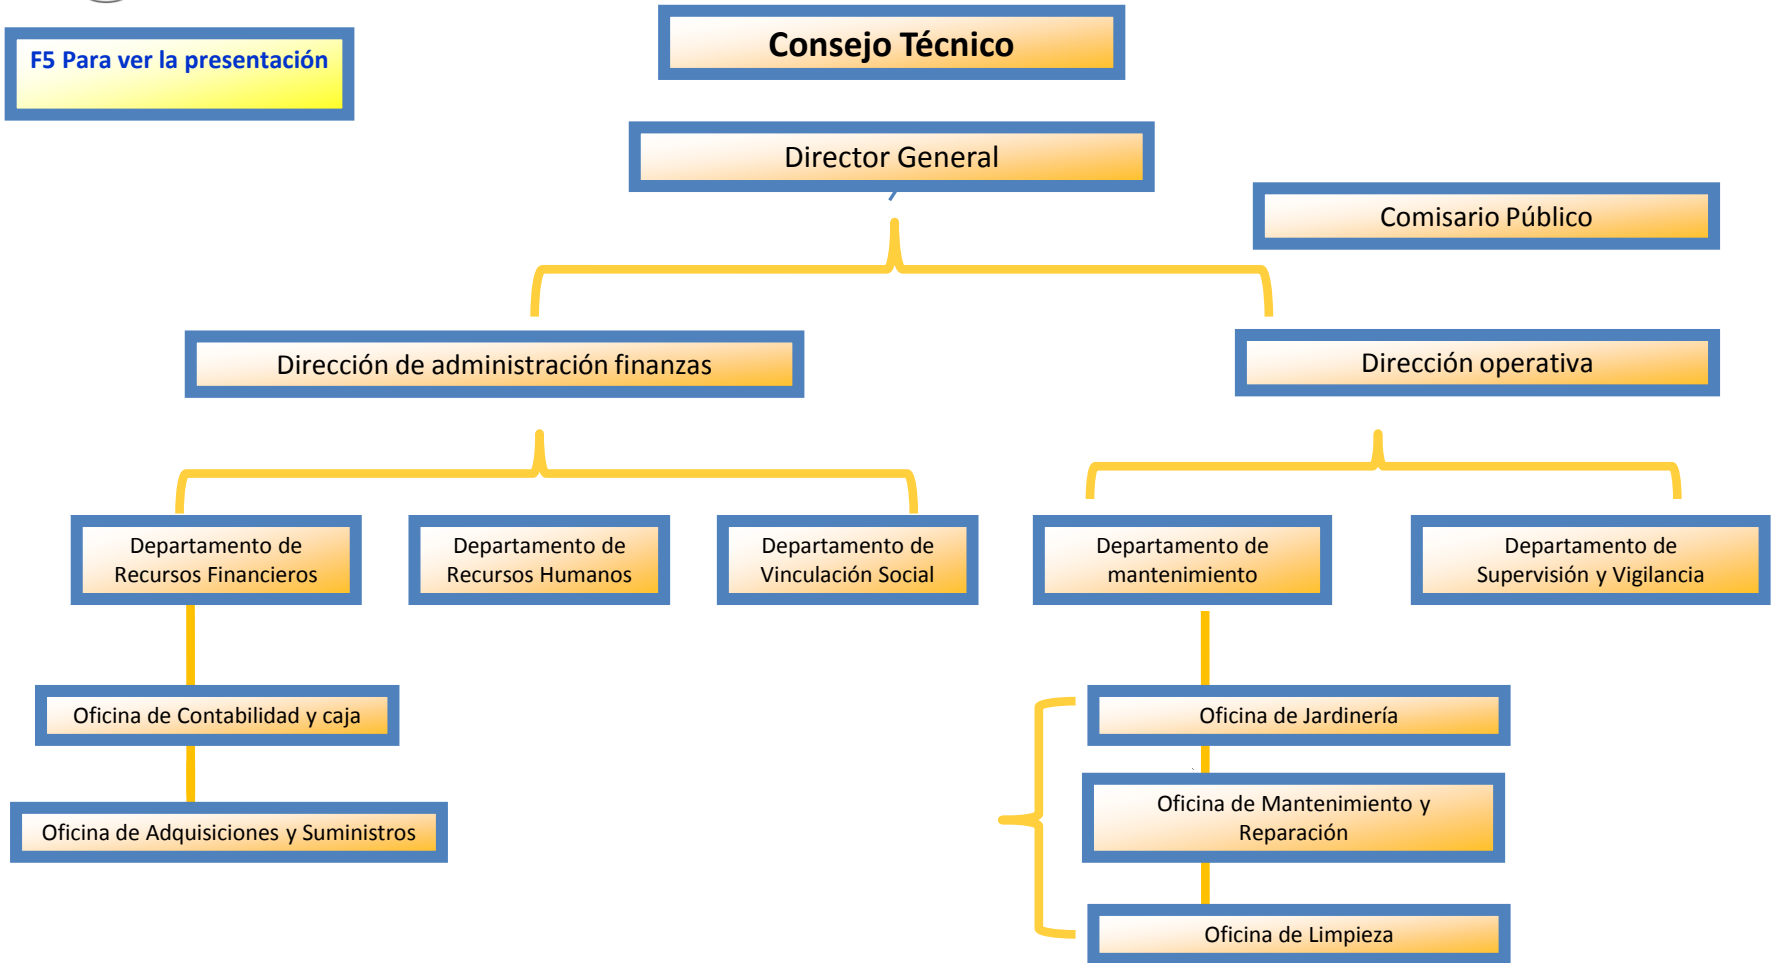 F5 Para ver la presentación
Consejo Técnico
Director General
Comisario Público
Dirección de administración finanzas
Dirección operativa
Departamento de
Recursos Financieros
Departamento de
Recursos Humanos
Departamento de
Vinculación Social
Departamento de
mantenimiento
Departamento de
Supervisión y Vigilancia
Oficina de Contabilidad y caja
Oficina de Adquisiciones y Suministros
Oficina de Jardinería
Oficina de Mantenimiento y
Reparación
Oficina de Limpieza